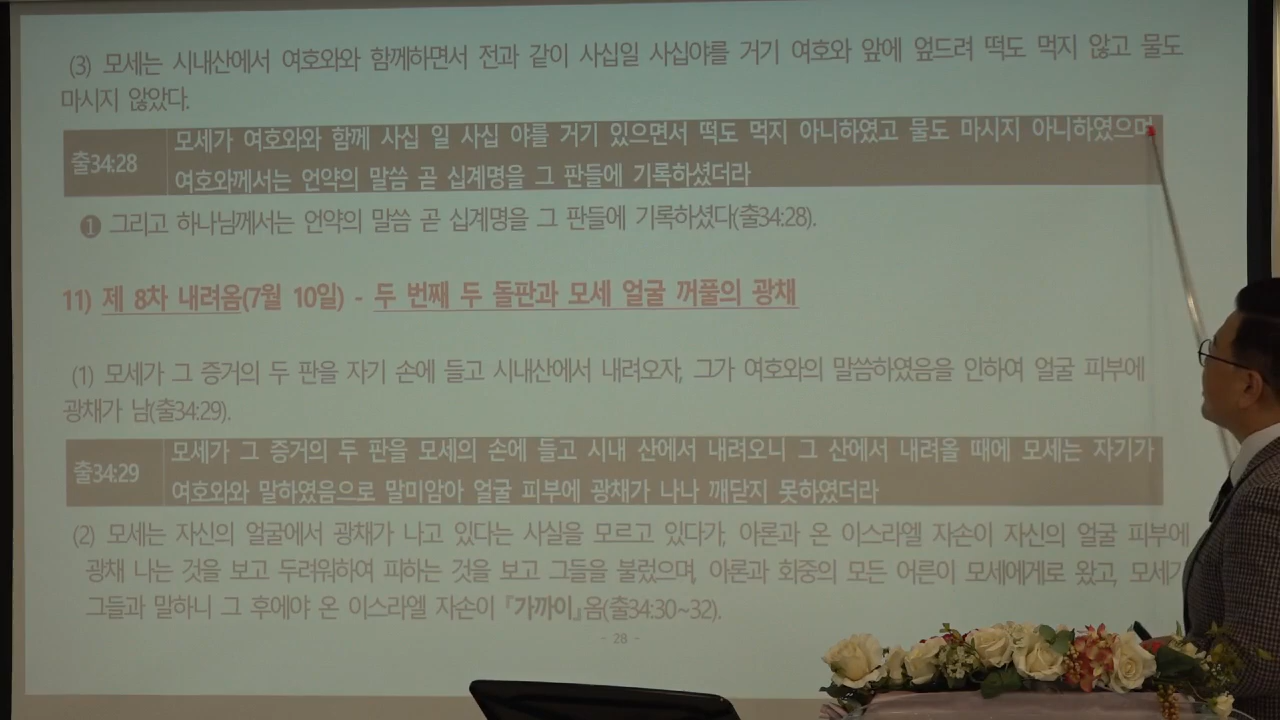 (3) 모세는 시내산에서 여호와와 함께하면서 전과 같이 사십일 사십야를 거기 여호와 앞에 엎드려 떡도 먹지 않고 물도
마시지 않았다.
출34:28
모세가 여호와와 함께 사십 일 사십 야를 거기 있으면서 떡도 먹지 아니하였고 물도 마시지 아니하였으며
여호와께서는 언약의 말씀 곧 십계명을 그 판들에 기록하셨더라
❶ 그리고 하나님께서는 언약의 말씀 곧 십계명을 그 판들에 기록하셨다(출34:28).
11) 제 8차 내려옴(7월 10일) - 두 번째 두 돌판과 모세 얼굴 꺼풀의 광채
(1) 모세가 그 증거의 두 판을 자기 손에 들고 시내산에서 내려오자, 그가 여호와의 말씀하였음을 인하여 얼굴 피부에
광채가 남(출34:29).
출34:29
모세가 그 증거의 두 판을 모세의 손에 들고 시내 산에서 내려오니 그 산에서 내려올 때에 모세는 자기가
여호와와 말하였음으로 말미암아 얼굴 피부에 광채가 나나 깨닫지 못하였더라
(2) 모세는 자신의 얼굴에서 광채가 나고 있다는 사실을 모르고 있다가, 아론과 온 이스라엘 자손이 자신의 얼굴 피부에
광채 나는 것을 보고 두려워하여 피하는 것을 보고 그들을 불렀으며, 아론과 회중의 모든 어른이 모세에게로 왔고, 모세가
그들과 말하니 그 후에야 온 이스라엘 자손이 『가까이』옴(출34:30~32).
- 28 -